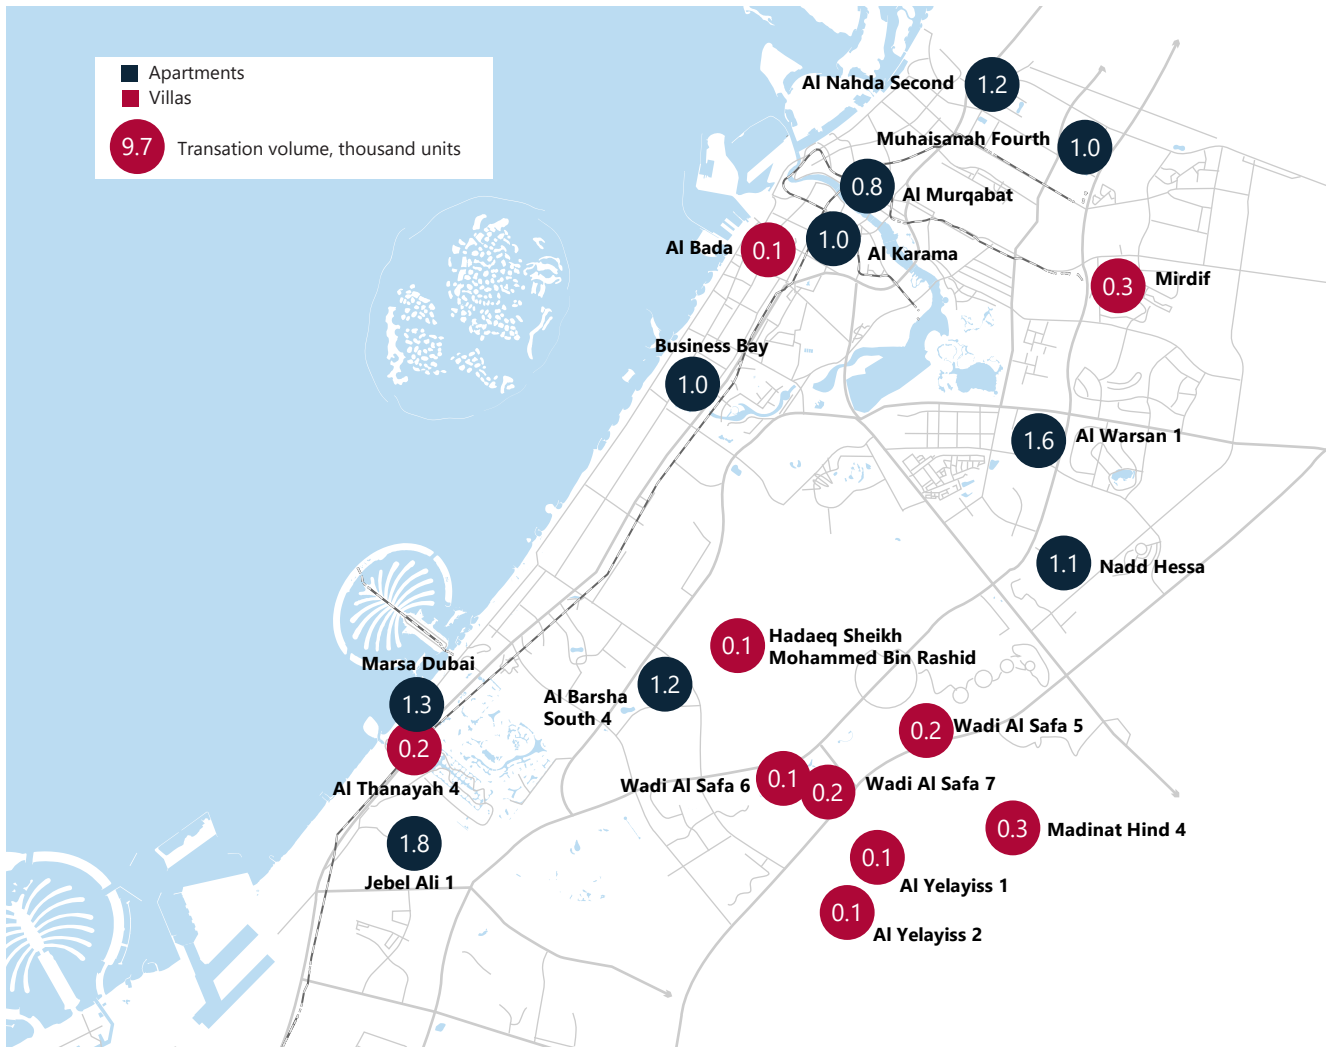 Apartments
Villas
9.7 Transation volume, thousand units
Al Nahda Second 1.2
Muhaisanah Fourth 1.0
0.8 Al Murqabat
Al Bada 0.1
1.0 Al Karama
0.3 Mirdif
Business Bay
1.0
1.6 Al Warsan 1
1.1 Nadd Hessa
0.1 Hadaeq Sheikh
Mohammed Bin Rashid
Marsa Dubai
1.3
Al Barsha
South 4
1.2
0.2
Al Thanayah 4
0.2 Wadi Al Safa 5
Wadi Al Safa 6 0.1
0.2 Wadi Al Safa 7
0.3 Madinat Hind 4
1.8
Jebel Ali 1
0.1
Al Yelayiss 1
0.1
Al Yelayiss 2